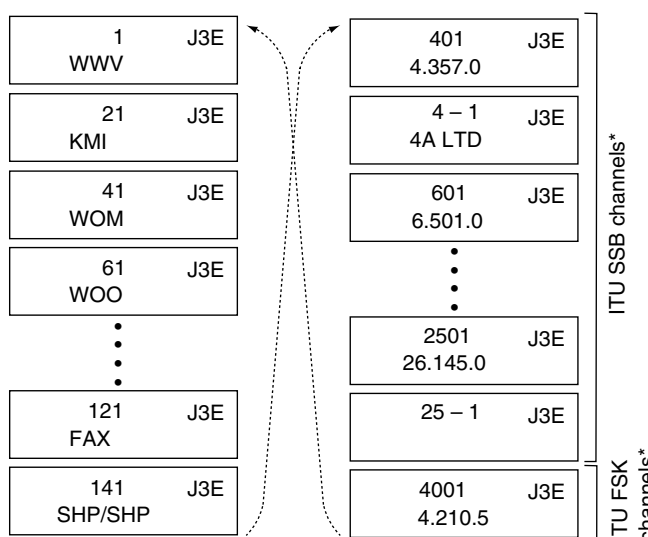 1 J3E
WWV
21 J3E
KMI
41 J3E
WOM
61 J3E
WOO
121 J3E
FAX
141 J3E
SHP/SHP
401 J3E
4.357.0
4 – 1 J3E
4A LTD
601 J3E
6.501.0
2501 J3E
26.145.0
25 – 1 J3E
4001 J3E
4.210.5
ITU SSB channels*
TU FSK
channels*